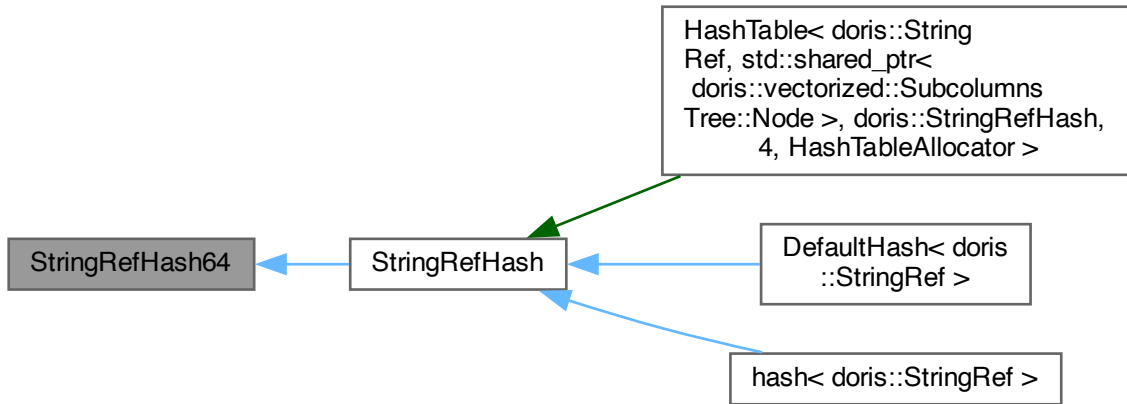 HashTable< doris::String
Ref, std::shared_ptr<
doris::vectorized::Subcolumns
Tree::Node >, doris::StringRefHash,
4, HashTableAllocator >
StringRefHash64
StringRefHash
DefaultHash< doris
::StringRef >
hash< doris::StringRef >